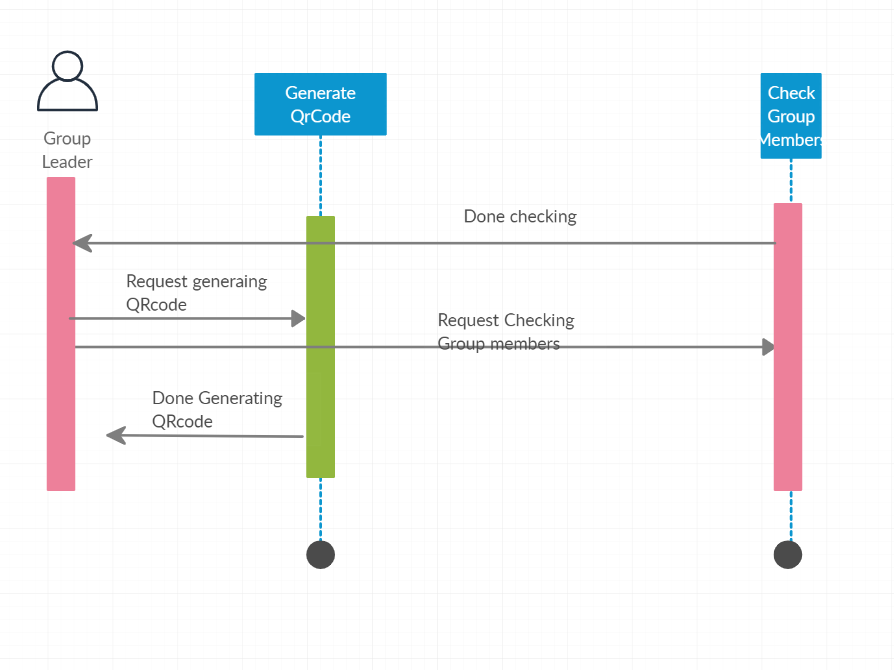 Generate
QrCode
Check
Group
Members
Group
Leader
Done checking
Request generaing
QRcode
Request Checking
Group members
Done Generating
QRcode